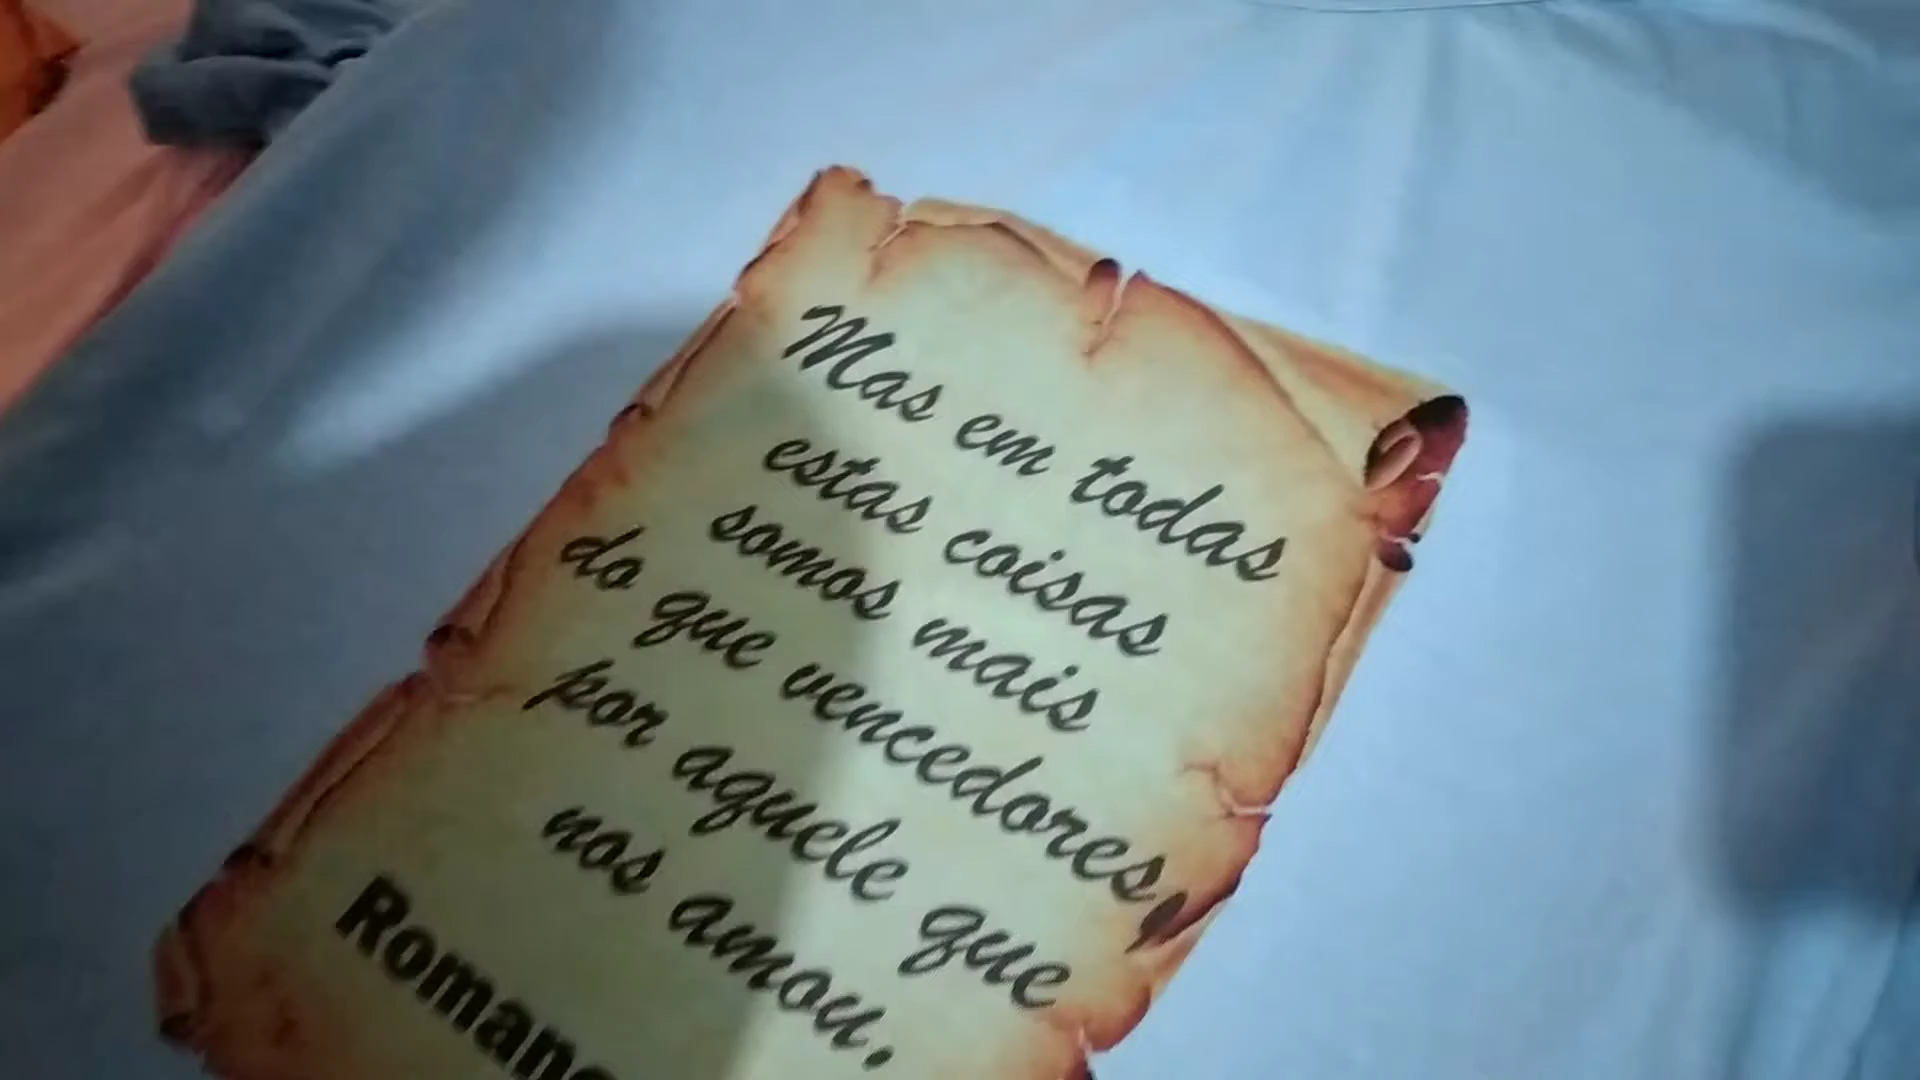 Mas em todas
estas coisas
somos mais
do que vencedores,
por aquele que
nos amou.